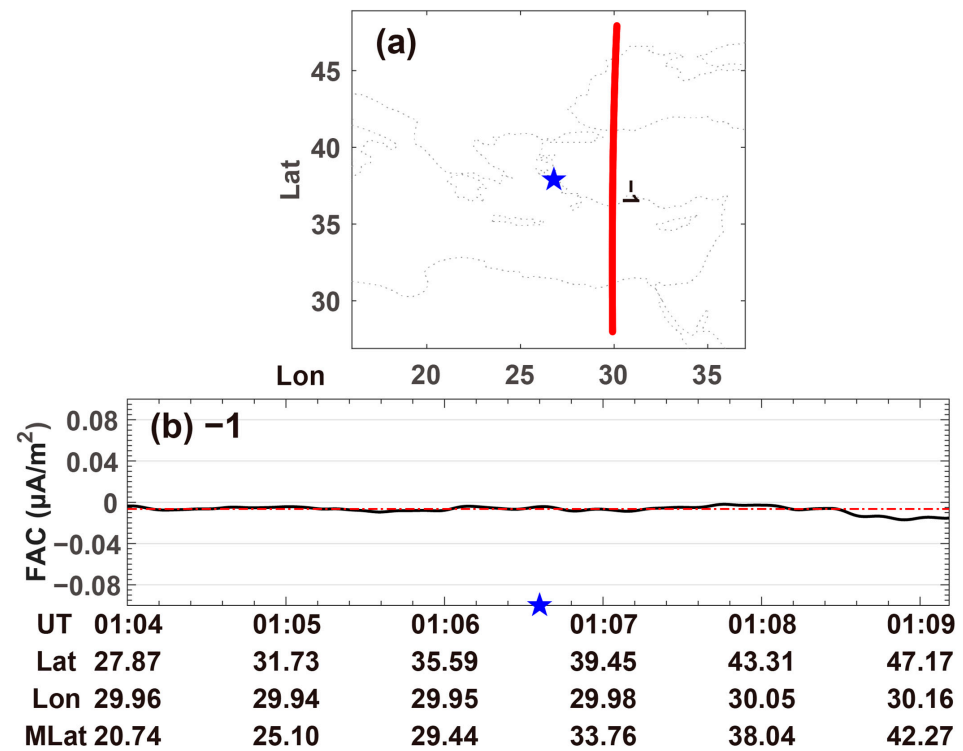 (a)
45
40
35
30
Lat
−1
Lon 20 25 30 35
(b) −1
0.08
0.04
0
−0.04
−0.08
FAC (μA/m²)
UT 01:04 01:05 01:06 01:07 01:08 01:09
Lat 27.87 31.73 35.59 39.45 43.31 47.17
Lon 29.96 29.94 29.95 29.98 30.05 30.16
MLat 20.74 25.10 29.44 33.76 38.04 42.27